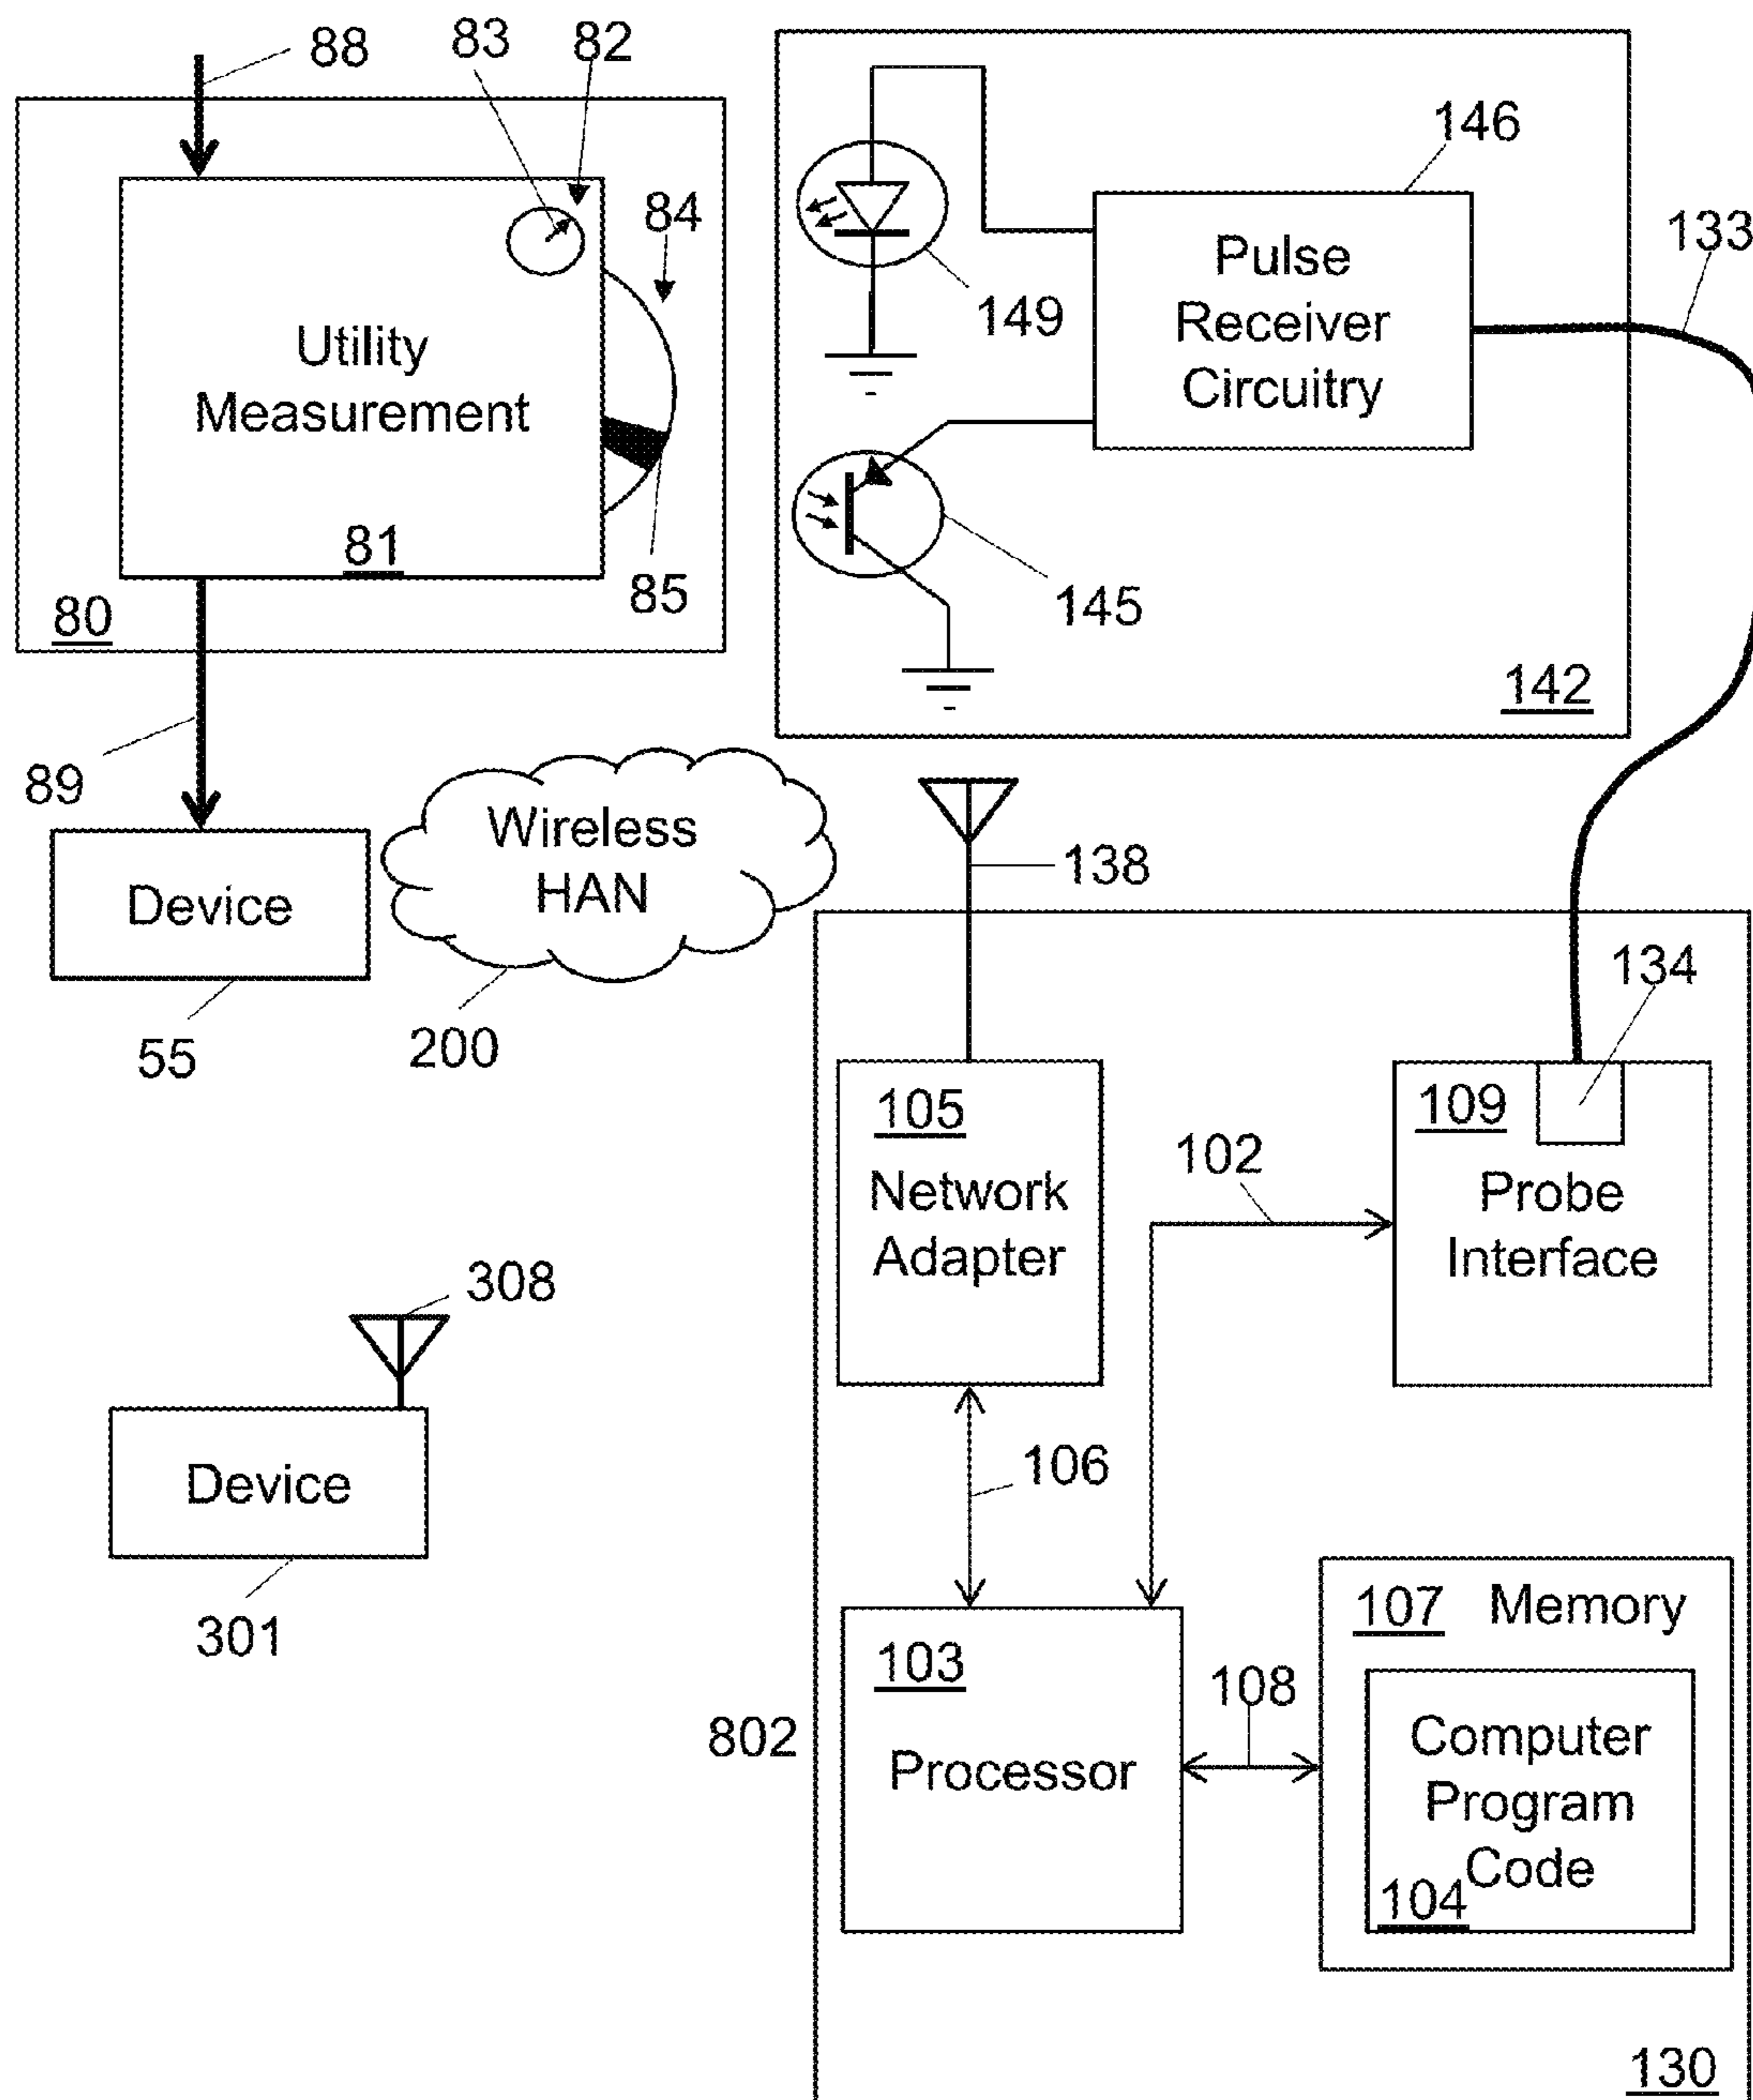 88
83
82
84
Utility
Measurement
81
85
80
89
Device
55
Wireless
HAN
200
149
146
Pulse
Receiver
Circuitry
133
145
142
138
134
105
Network
Adapter
109
Probe
Interface
102
106
308
Device
301
802
103
Processor
108
107 Memory
Computer
Program
Code
104
130